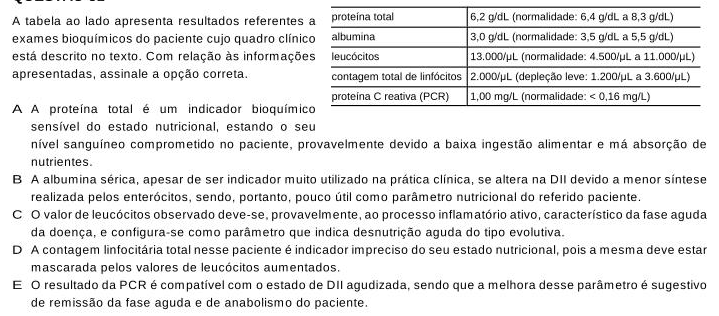 A tabela ao lado apresenta resultados referentes a
exames bioquímicos do paciente cujo quadro clínico
está descrito no texto. Com relação às informações
apresentadas, assinale a opção correta.
proteína total 6,2 g/dL (normalidade: 6,4 g/dL a 8,3 g/dL)
albumina 3,0 g/dL (normalidade: 3,5 g/dL a 5,5 g/dL)
leucócitos 13.000/µL (normalidade: 4.500/µL a 11.000/µL)
contagem total de linfócitos 2.000/µL (depleção leve: 1.200/µL a 3.600/µL)
proteína C reativa (PCR) 1,00 mg/L (normalidade: < 0,16 mg/L)
A A proteína total é um indicador bioquímico
sensível do estado nutricional, estando o seu
nível sanguíneo comprometido no paciente, provavelmente devido a baixa ingestão alimentar e má absorção de
nutrientes.
B A albumina sérica, apesar de ser indicador muito utilizado na prática clínica, se altera na DII devido a menor síntese
realizada pelos enterócitos, sendo, portanto, pouco útil como parâmetro nutricional do referido paciente.
C O valor de leucócitos observado deve-se, provavelmente, ao processo inflamatório ativo, característico da fase aguda
da doença, e configura-se como parâmetro que indica desnutrição aguda do tipo evolutiva.
D A contagem linfocitária total nesse paciente é indicador impreciso do seu estado nutricional, pois a mesma deve estar
mascarada pelos valores de leucócitos aumentados.
E O resultado da PCR é compatível com o estado de DII agudizada, sendo que a melhora desse parâmetro é sugestivo
de remissão da fase aguda e de anabolismo do paciente.